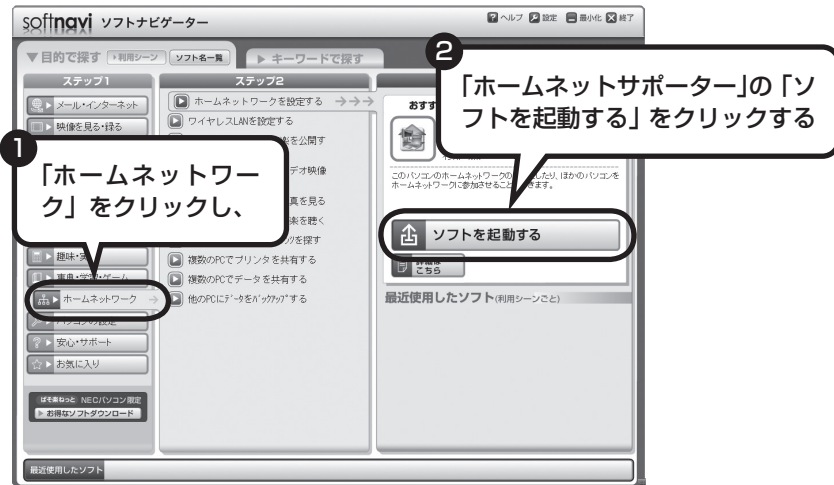 softnavi ソフトナビゲーター
ヘルプ 設定 最小化 終了
▼目的で探す 利用シーン ソフト名一覧
キーワードで探す
ステップ1
メール・インターネット
映像を見る・録る
趣味・実
事典・学習・ゲーム
ホームネットワーク
パソコンの設定
安心・サポート
お気に入り
ぱそ楽ねっと NECパソコン限定
お得なソフトダウンロード
ステップ2
ホームネットワークを設定する
ワイヤレスLANを設定する
楽を公開す
デオ映像
真を見る
楽を聴く
を探す
複数のPCでプリンタを共有する
複数のPCでデータを共有する
他のPCにデータをバックアップする
おすす
このパソコンのホームネットワークの
したり、ほかのパソコンを
ホームネットワークに参加させること
きます。
ソフトを起動する
詳細は
こちら
最近使用したソフト(利用シーンごと)
最近使用したソフト
1
「ホームネットワー
ク」をクリックし、
2
「ホームネットサポーター」の「ソ
フトを起動する」をクリックする